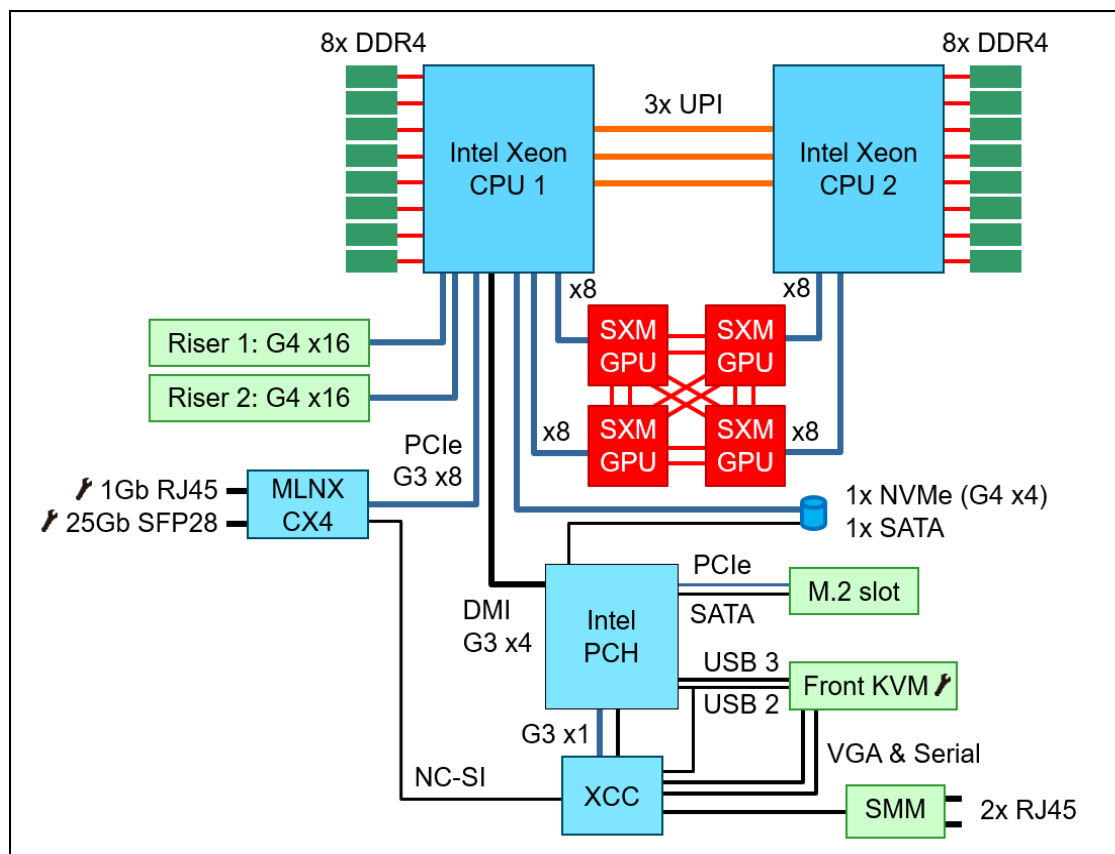 8x DDR4
8x DDR4
3x UPI
Intel Xeon
CPU 1
Intel Xeon
CPU 2
x8
x8
SXM
GPU
SXM
GPU
Riser 1: G4 x16
Riser 2: G4 x16
x8
SXM
GPU
SXM
GPU
x8
PCIe
G3 x8
1Gb RJ45
25Gb SFP28
MLNX
CX4
1x NVMe (G4 x4)
1x SATA
PCIe
M.2 slot
SATA
DMI
G3 x4
Intel
PCH
USB 3
USB 2
Front KVM
G3 x1
VGA & Serial
NC-SI
XCC
SMM
2x RJ45